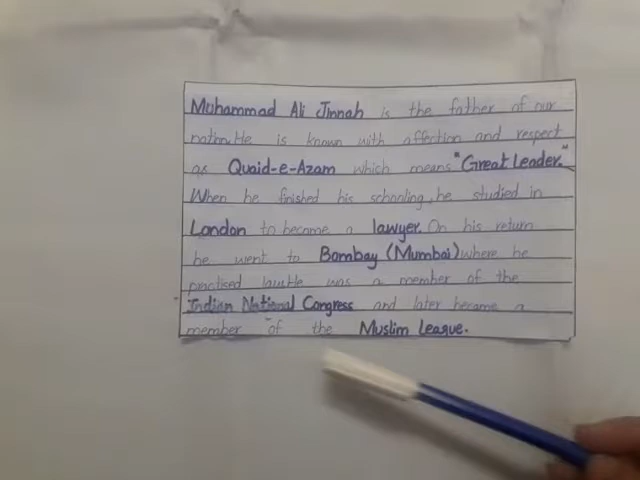 Muhammad Ali Jinnah is the father of our
nation. He is known with affection and respect
as Quaid-e-Azam which means "Great Leader."
When he finished his schooling, he studied in
London to become a lawyer. On his return
he went to Bombay (Mumbai) where he
practised law. He was a member of the
Indian National Congress and later became a
member of the Muslim League.